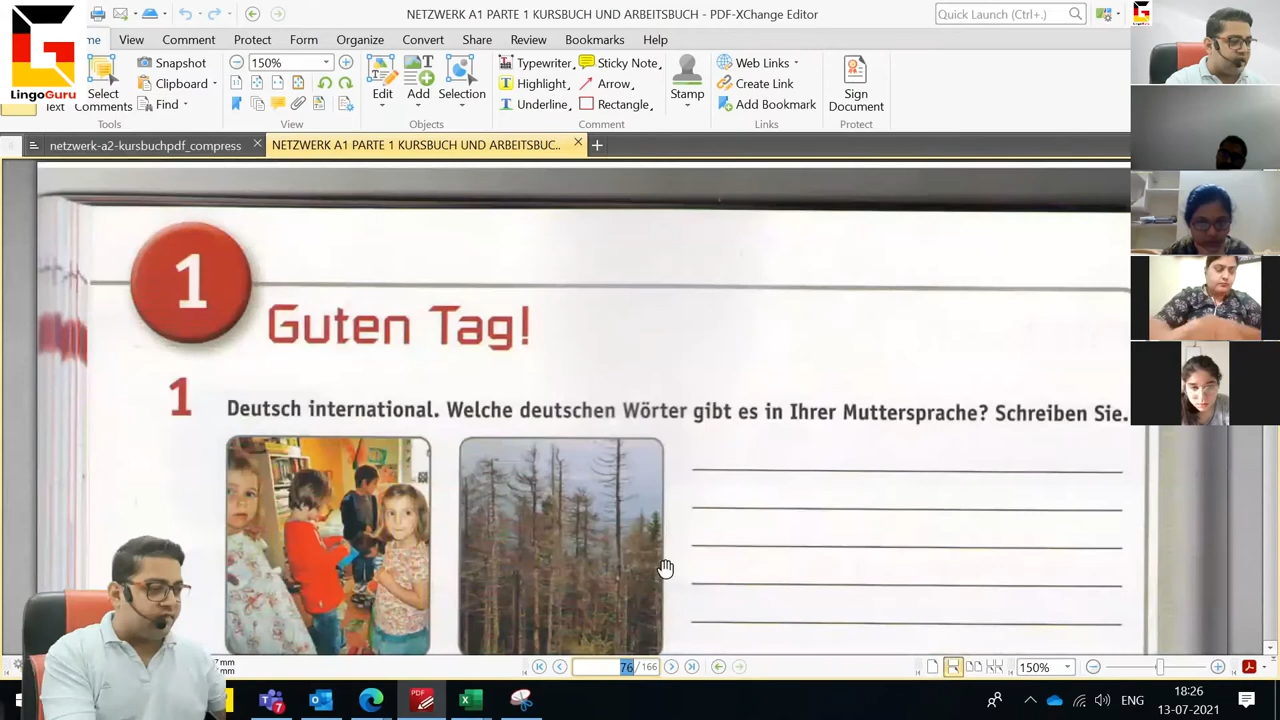 NETZWERK A1 PARTE 1 KURSBUCH UND ARBEITSBUCH - PDF-XChange Editor
Quick Launch (Ctrl+.)
View Comment Protect Form Organize Convert Share Review Bookmarks Help
LingoGuru
Text
Select
Comments
Snapshot
Clipboard
Find
Tools
150%
View
Edit
Add
Selection
Objects
Typewriter
Highlight
Underline
Sticky Note
Arrow
Rectangle
Stamp
Comment
Web Links
Create Link
Add Bookmark
Links
Sign
Document
Protect
netzwerk-a2-kursbuchpdf_compress
NETZWERK A1 PARTE 1 KURSBUCH UND ARBEITSBUC..
1
Guten Tag!
1
Deutsch international. Welche deutschen Wörter gibt es in Ihrer Muttersprache? Schreiben Sie.
76 / 166
150%
ENG
18:26
13-07-2021